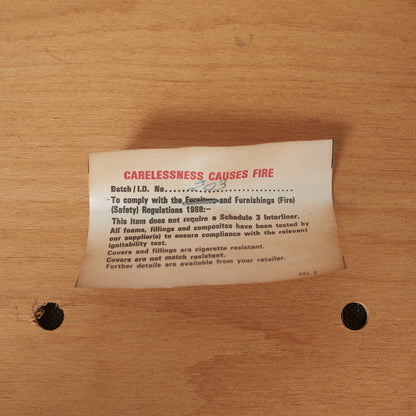 CARELESSNESS CAUSES FIRE
Batch/I.D. No.
To comply with the Furniture and Furnishings (Fire)
(Safety) Regulations 1988:–
This item does not require a Schedule 3 Interliner.
All foams, fillings and composites have been tested by
our supplier(s) to ensure compliance with the relevant
ignitability test.
Covers and fillings are cigarette resistant.
Covers are not match resistant.
Further details are available from your retailer.